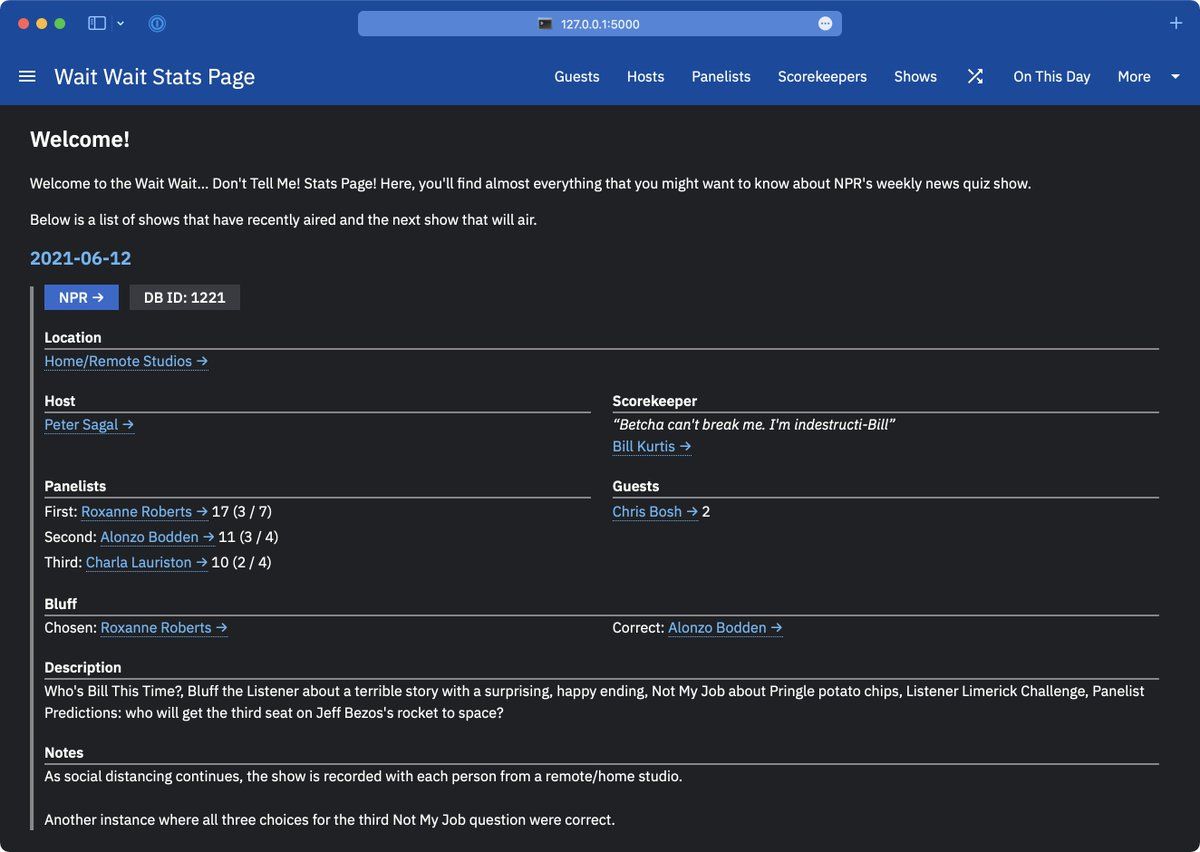 127.0.0.1:5000
Wait Wait Stats Page
Guests Hosts Panelists Scorekeepers Shows On This Day More
Welcome!
Welcome to the Wait Wait... Don't Tell Me! Stats Page! Here, you'll find almost everything that you might want to know about NPR's weekly news quiz show.
Below is a list of shows that have recently aired and the next show that will air.
2021-06-12
NPR → DB ID: 1221
Location
Home/Remote Studios →
Host
Peter Sagal →
Scorekeeper
“Betcha can't break me. I'm indestructi-Bill”
Bill Kurtis →
Panelists
First: Roxanne Roberts → 17 (3 / 7)
Second: Alonzo Bodden → 11 (3 / 4)
Third: Charla Lauriston → 10 (2 / 4)
Guests
Chris Bosh → 2
Bluff
Chosen: Roxanne Roberts →
Correct: Alonzo Bodden →
Description
Who's Bill This Time?, Bluff the Listener about a terrible story with a surprising, happy ending, Not My Job about Pringle potato chips, Listener Limerick Challenge, Panelist
Predictions: who will get the third seat on Jeff Bezos's rocket to space?
Notes
As social distancing continues, the show is recorded with each person from a remote/home studio.
Another instance where all three choices for the third Not My Job question were correct.